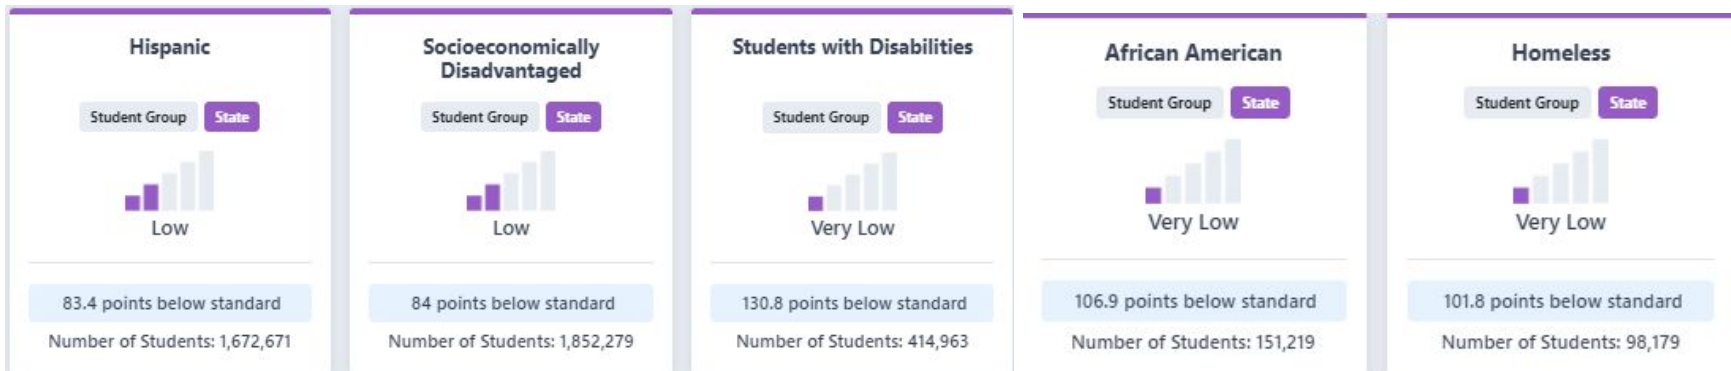 Hispanic
Student Group State
Low
83.4 points below standard
Number of Students: 1,672,671
Socioeconomically
Disadvantaged
Student Group State
Low
84 points below standard
Number of Students: 1,852,279
Students with Disabilities
Student Group State
Very Low
130.8 points below standard
Number of Students: 414,963
African American
Student Group State
Very Low
106.9 points below standard
Number of Students: 151,219
Homeless
Student Group State
Very Low
101.8 points below standard
Number of Students: 98,179